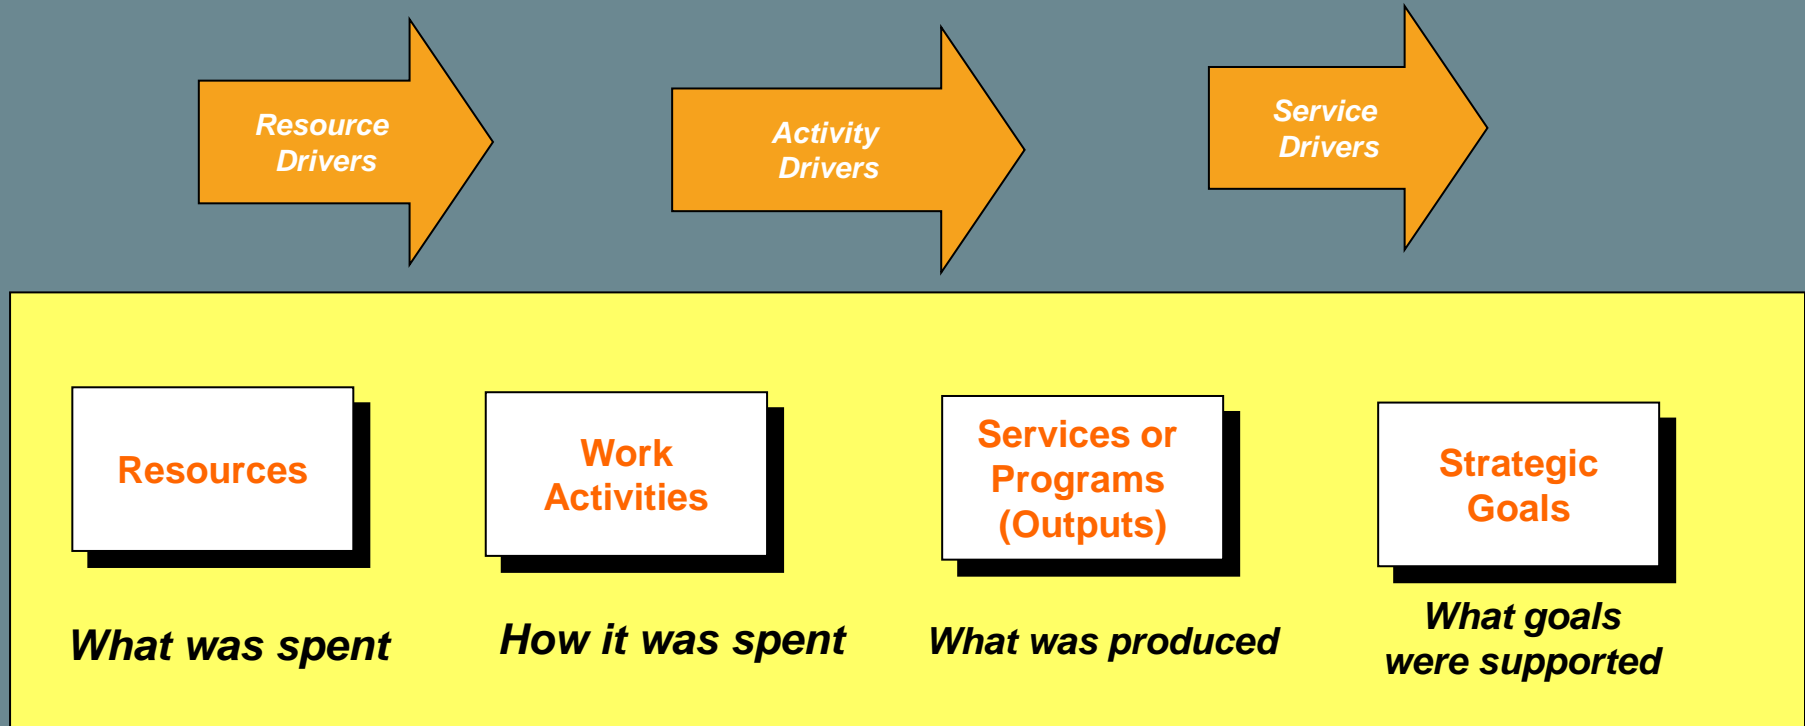 Resource
Drivers
Activity
Drivers
Service
Drivers
Resources
Work
Activities
Services or
Programs
(Outputs)
Strategic
Goals
What was spent
How it was spent
What was produced
What goals
were supported